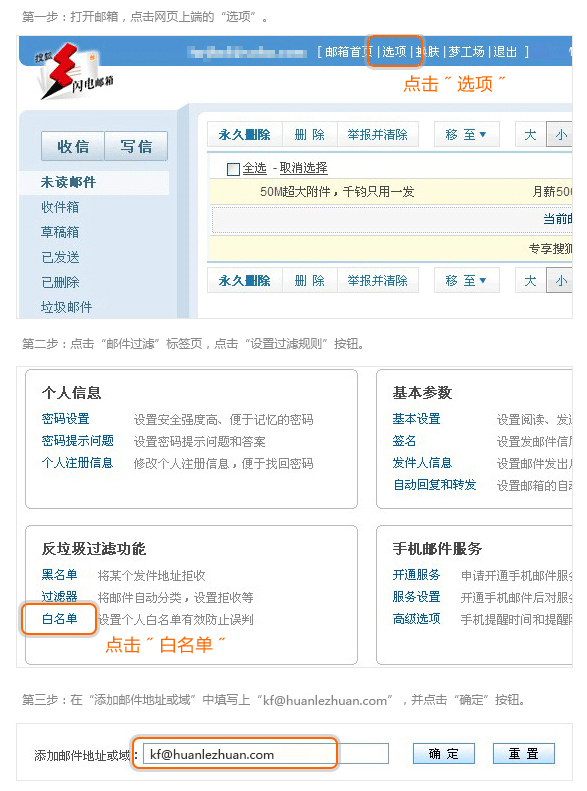 第一步：打开邮箱，点击网页上端的“选项”。
搜狐
闪电邮箱
[ 邮箱首页 | 选项 | 换肤 | 梦工场 | 退出 ]
点击＂选项＂
收信 写信
永久删除 删 除 举报并清除 移 至 大 小
全选 - 取消选择
未读邮件
50M超大附件，千钧只用一发 月薪500
收件箱
当前邮
草稿箱
专享搜狐
已发送
已删除
永久删除 删 除 举报并清除 移 至 大 小
垃圾邮件
第二步：点击“邮件过滤”标签页，点击“设置过滤规则”按钮。
个人信息
密码设置 设置安全强度高、便于记忆的密码
密码提示问题 设置密码提示问题和答案
个人注册信息 修改个人注册信息，便于找回密码
基本参数
基本设置 设置阅读、发送
签名 设置发邮件信
发件人信息 设置邮件发出
自动回复和转发 设置邮箱的自动
反垃圾过滤功能
黑名单 将某个发件地址拒收
过滤器 将邮件自动分类，设置拒收等
白名单 设置个人白名单有效防止误判
点击＂白名单＂
手机邮件服务
开通服务 申请开通手机邮件服务
服务设置 开通手机邮件后对服务
高级选项 手机提醒时间和提醒
第三步：在“添加邮件地址或域”中填写上“kf@huanlezhuan.com”，并点击“确定”按钮。
添加邮件地址或域： kf@huanlezhuan.com 确 定 重 置